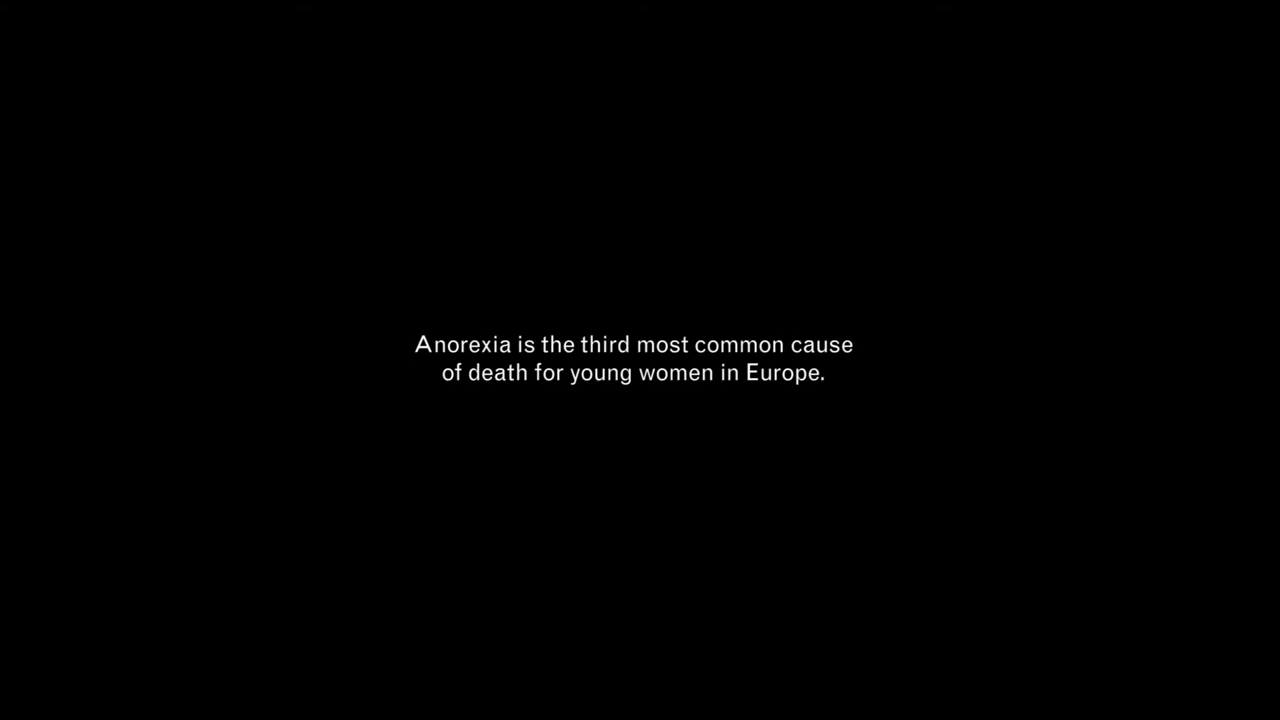 Anorexia is the third most common cause
of death for young women in Europe.